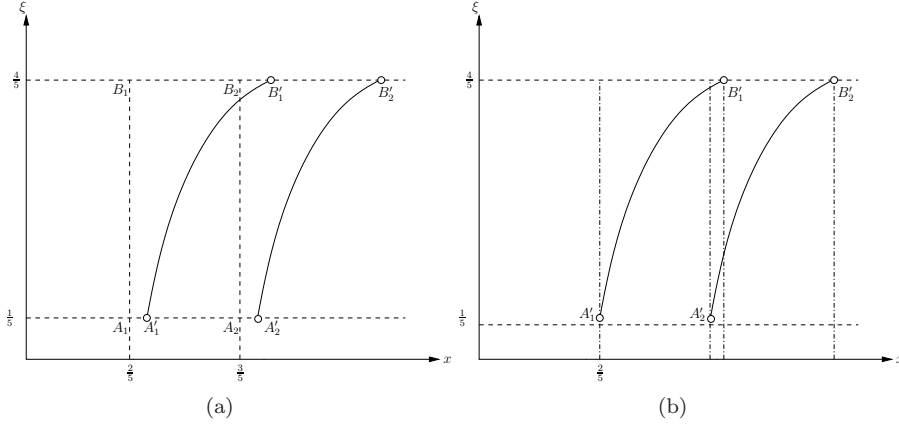 ξ
4/5
B₁
B₂
B′₁
B′₂
1/5
A₁
A′₁
A₂
A′₂
x
2/5
3/5
(a)
ξ
4/5
B′₁
B′₂
1/5
A′₁
A′₂
2/5
(b)